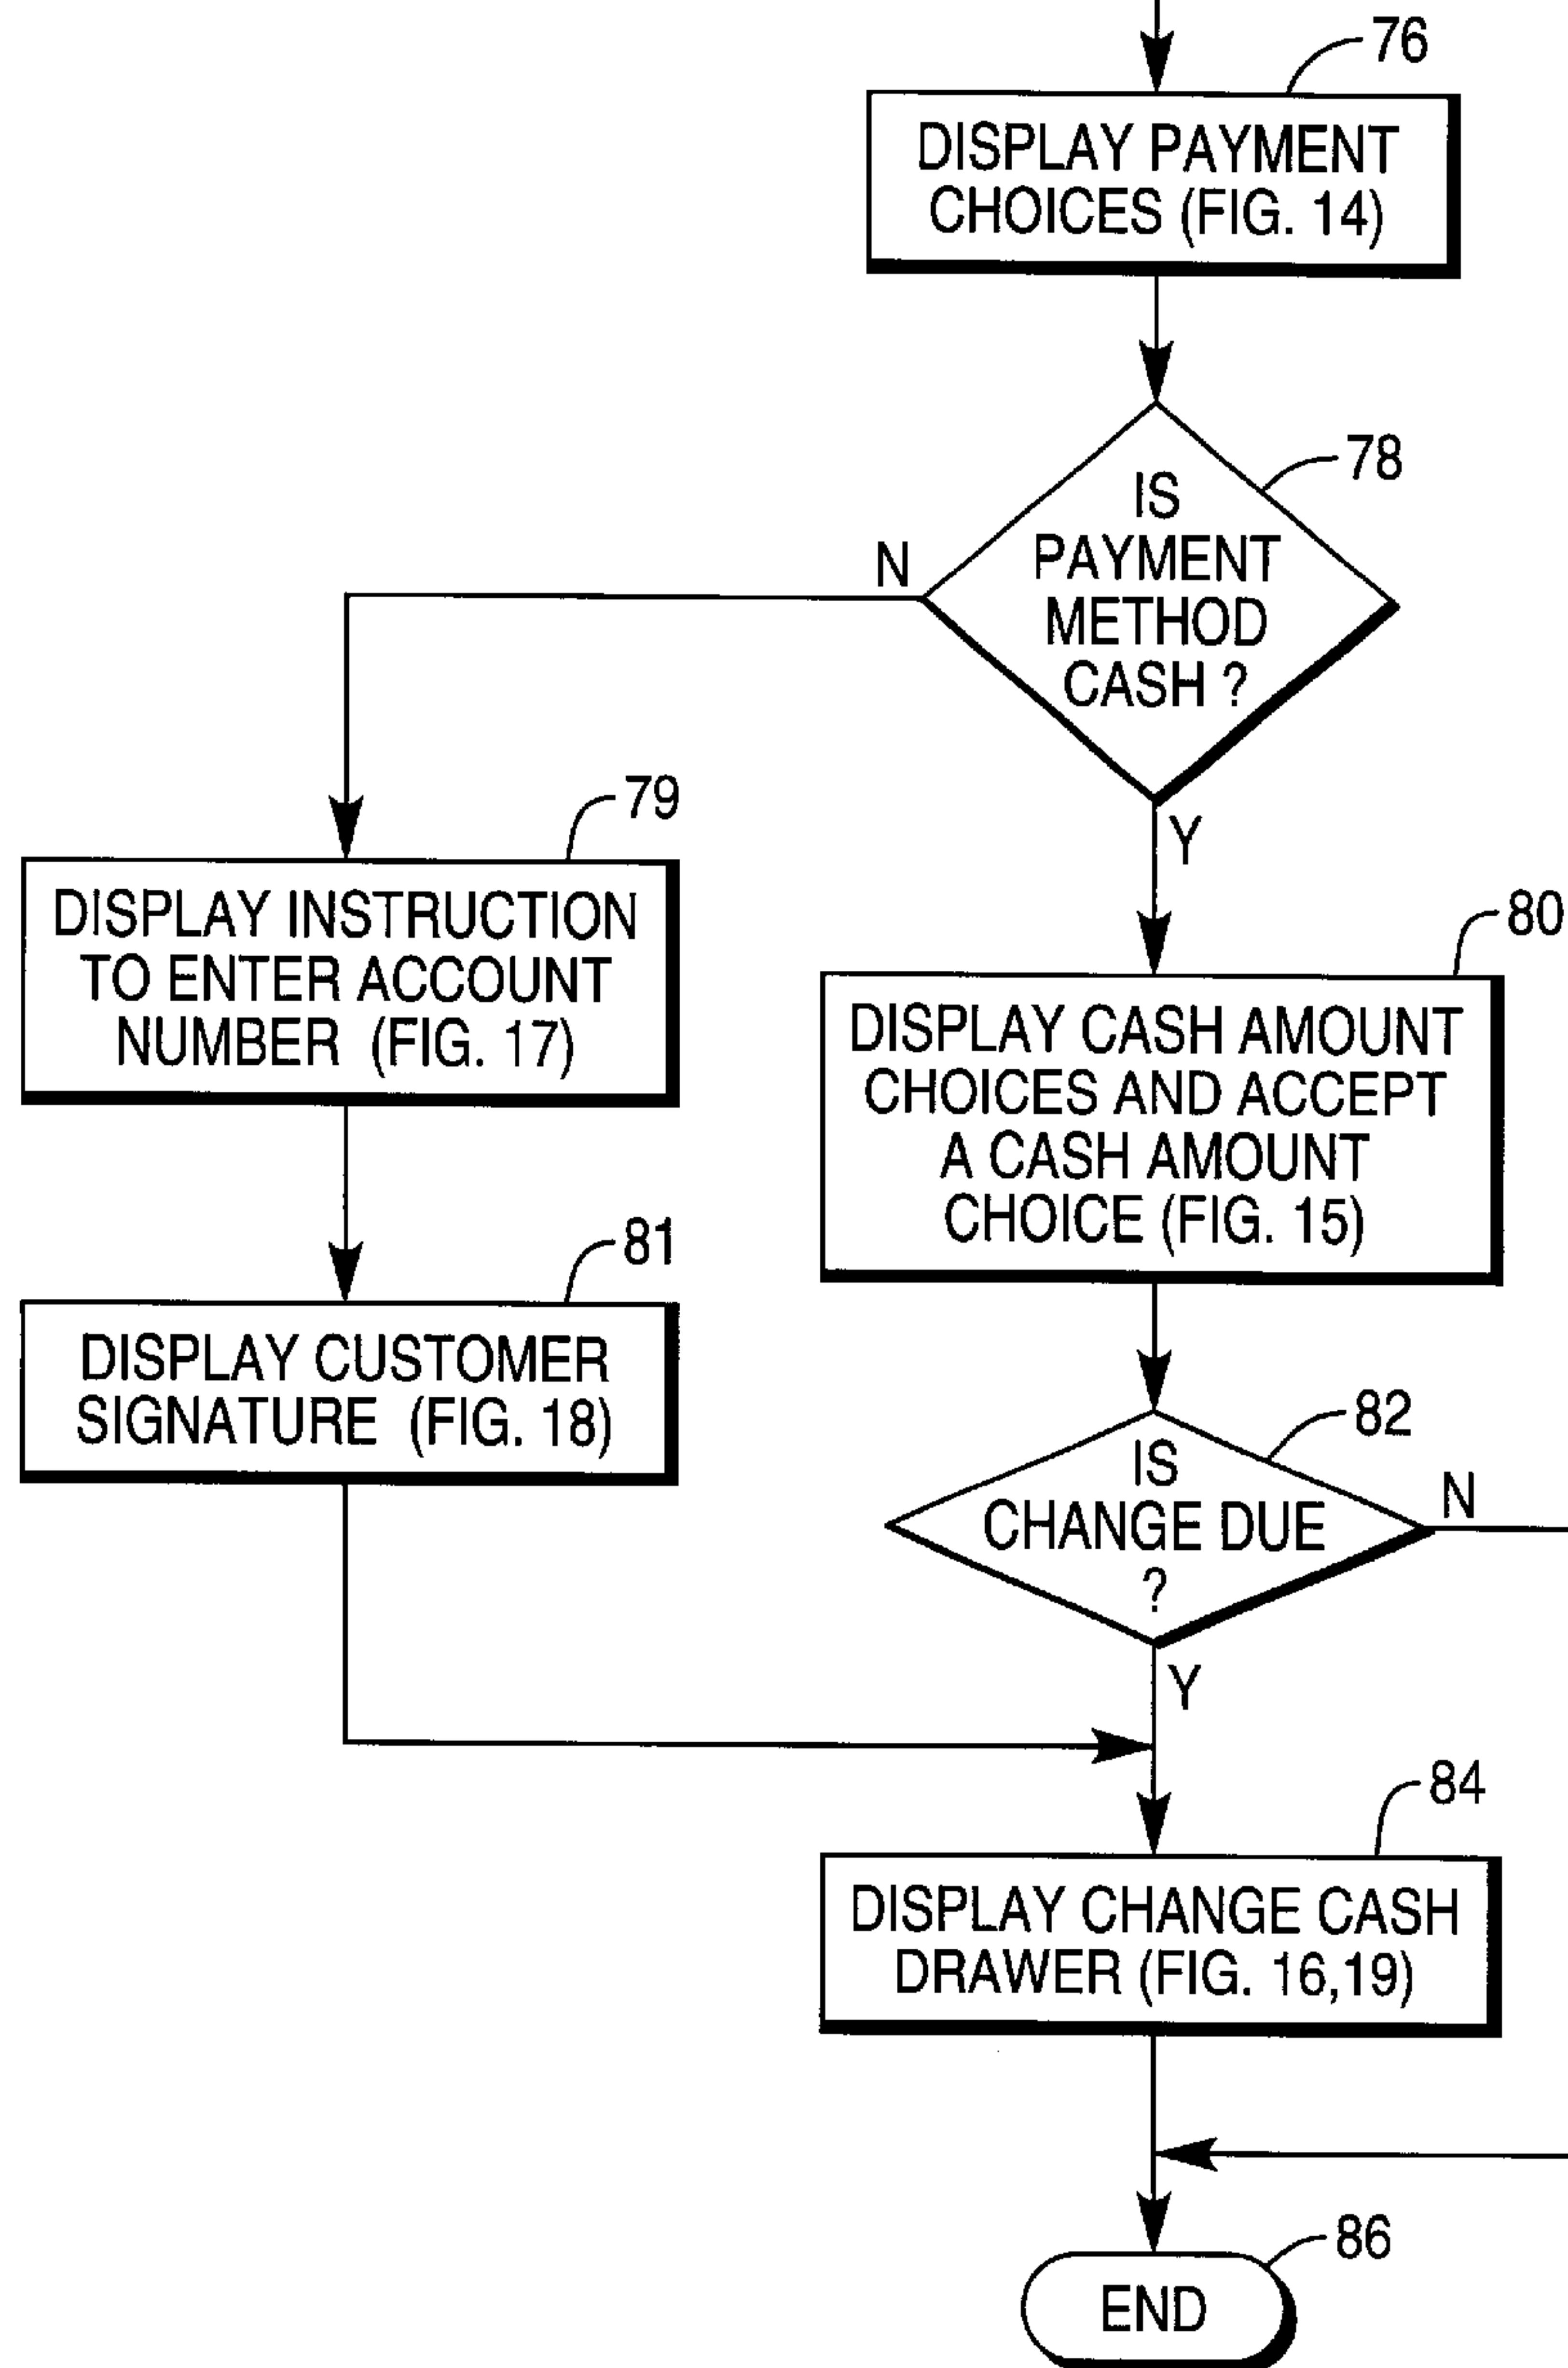 76
DISPLAY PAYMENT
CHOICES (FIG. 14)
78
IS
PAYMENT
METHOD
CASH ?
N
Y
79
DISPLAY INSTRUCTION
TO ENTER ACCOUNT
NUMBER (FIG. 17)
80
DISPLAY CASH AMOUNT
CHOICES AND ACCEPT
A CASH AMOUNT
CHOICE (FIG. 15)
81
DISPLAY CUSTOMER
SIGNATURE (FIG. 18)
82
IS
CHANGE DUE
?
N
Y
84
DISPLAY CHANGE CASH
DRAWER (FIG. 16,19)
86
END